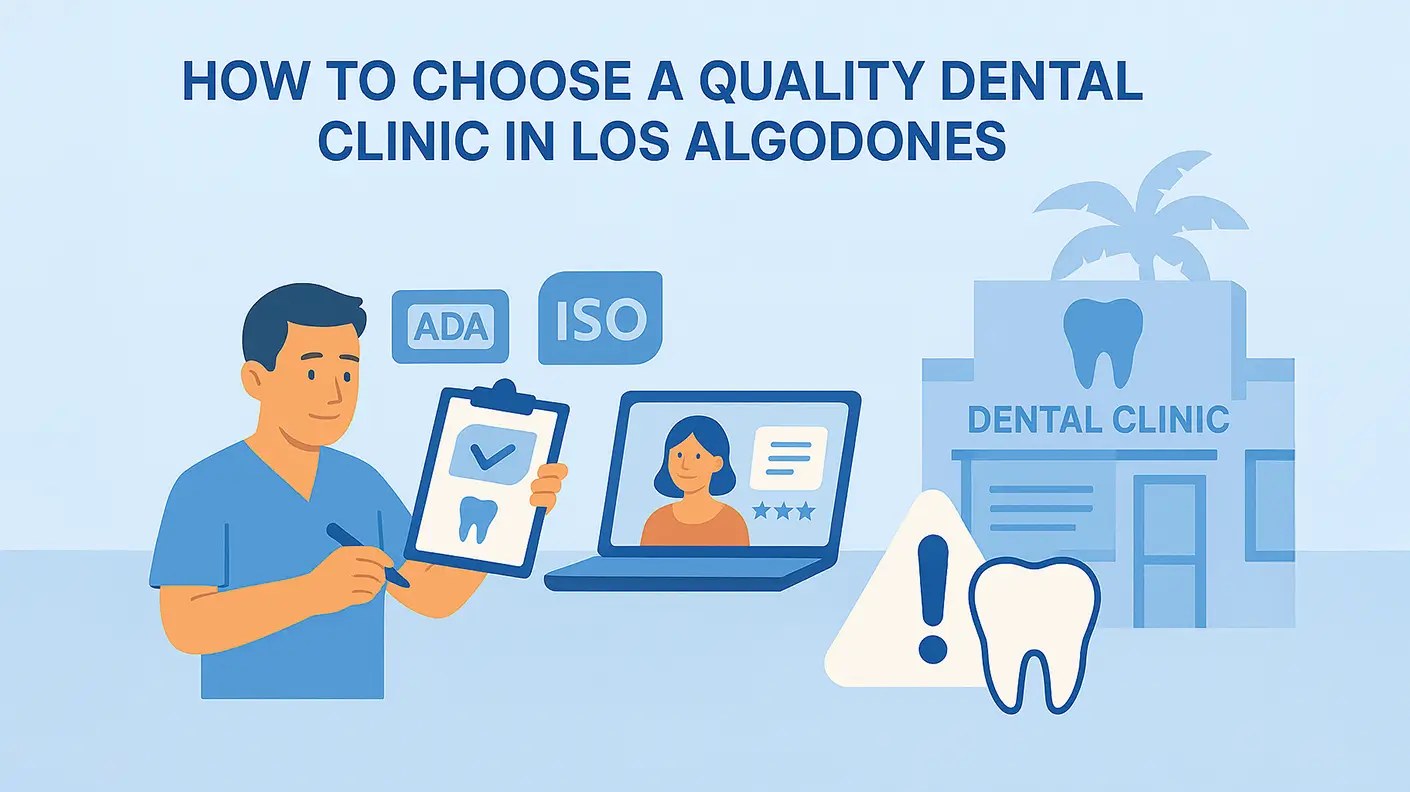 HOW TO CHOOSE A QUALITY DENTAL
CLINIC IN LOS ALGODONES
ADA
ISO
DENTAL CLINIC